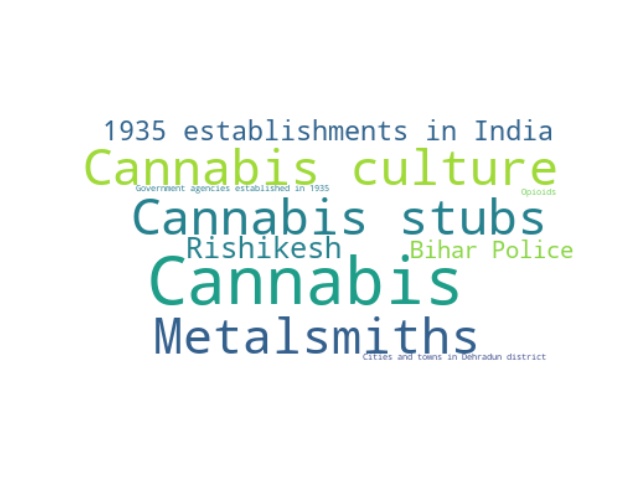 1935 establishments in India
Cannabis culture
Government agencies established in 1935
Opioids
Cannabis stubs
Rishikesh
Bihar Police
Cannabis
Metalsmiths
Cities and towns in Dehradun district